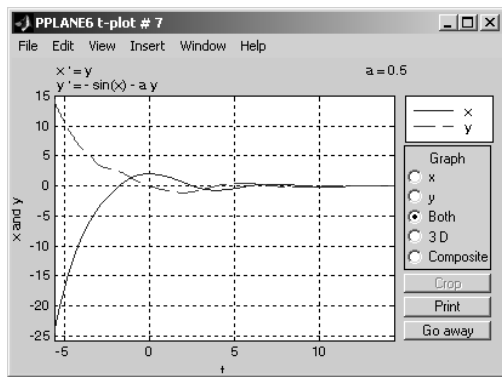 PPLANE6 t-plot # 7
File Edit View Insert Window Help
x ' = y
y ' = - sin(x) - a y
a = 0.5
15
10
5
0
-5
-10
-15
-20
-25
x and y
-5
0
5
10
t
x
y
Graph
x
y
Both
3 D
Composite
Crop
Print
Go away